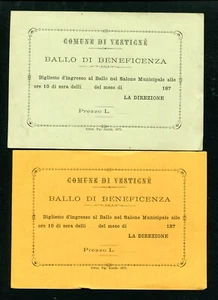 COMUNE DI VESTIGNÈ
BALLO DI BENEFICENZA
Biglietto d'ingresso al Ballo nel Salone Municipale alle
ore 10 di sera delli del mese di 187
LA DIREZIONE
Prezzo L.
COMUNE DI VESTIGNÈ
BALLO DI BENEFICENZA
Biglietto d'ingresso al Ballo nel Salone Municipale alle
ore 10 di sera delli del mese di 187
LA DIREZIONE
Prezzo L.